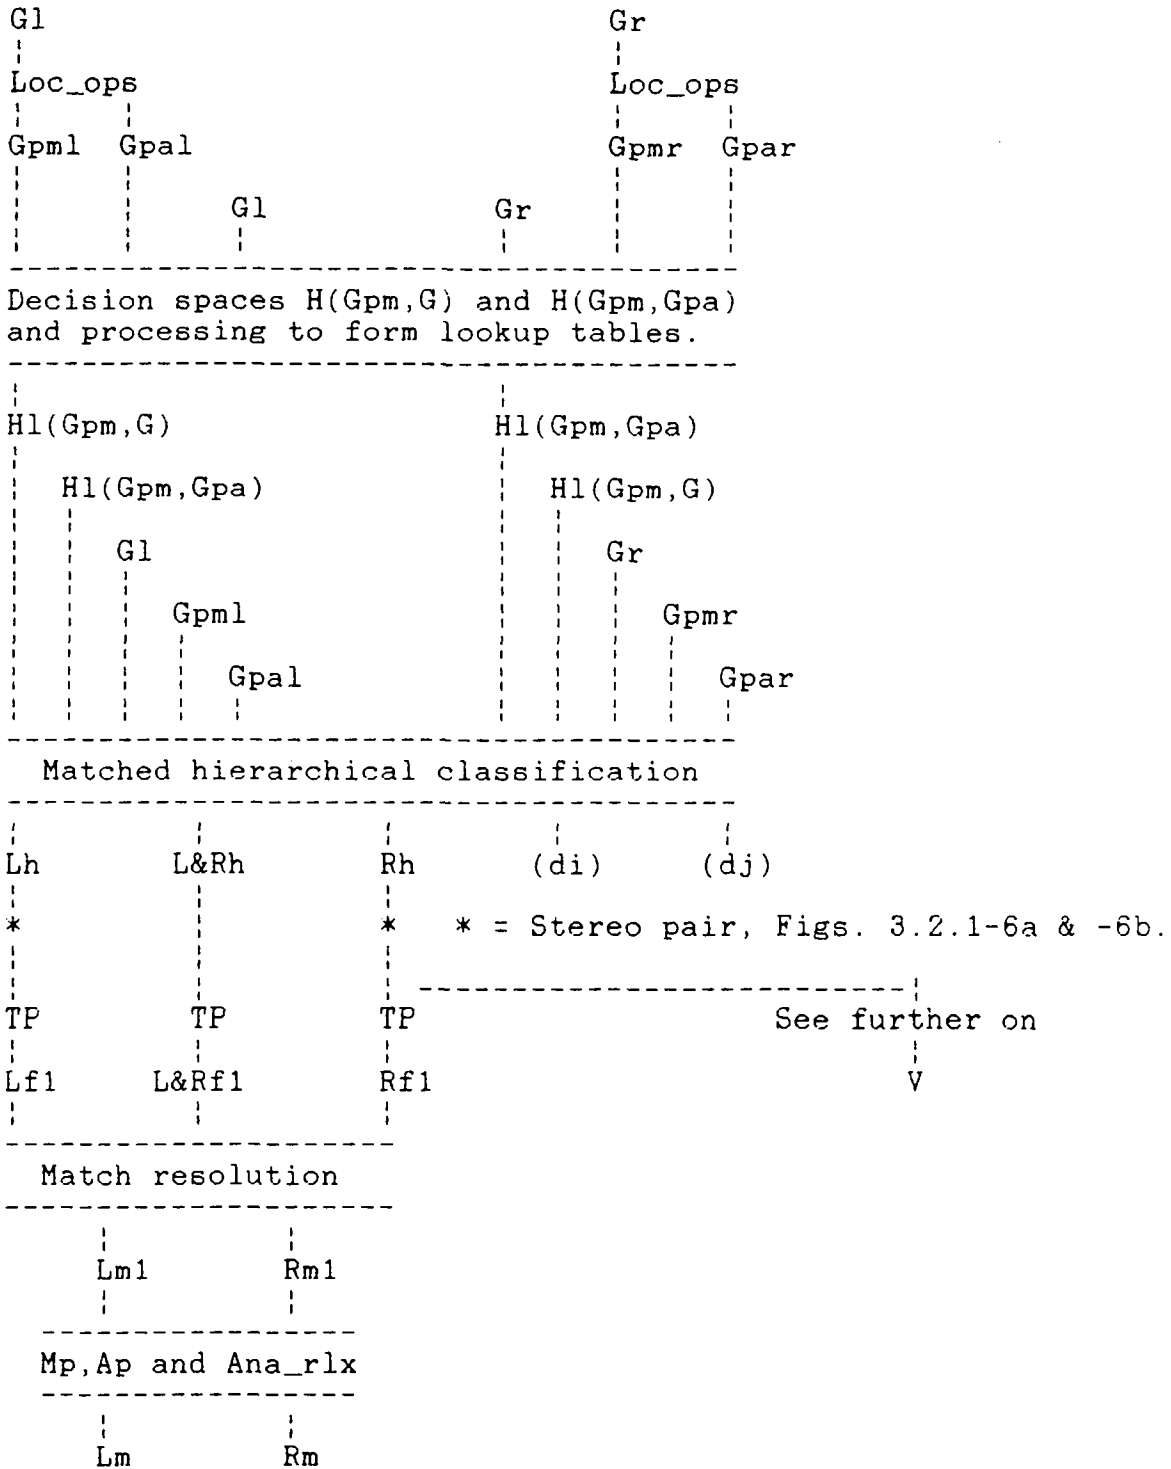 Gl Gr
Loc_ops Loc_ops
Gpml Gpal Gpmr Gpar
Gl Gr
Decision spaces H(Gpm,G) and H(Gpm,Gpa)
and processing to form lookup tables.
Hl(Gpm,G) Hl(Gpm,Gpa)
Hl(Gpm,Gpa) Hl(Gpm,G)
Gl Gr
Gpml Gpmr
Gpal Gpar
Matched hierarchical classification
Lh L&Rh Rh (di) (dj)
* * * = Stereo pair, Figs. 3.2.1-6a & -6b.
TP TP TP See further on
Lf1 L&Rf1 Rf1 V
Match resolution
Lm1 Rm1
Mp,Ap and Ana_rlx
Lm Rm